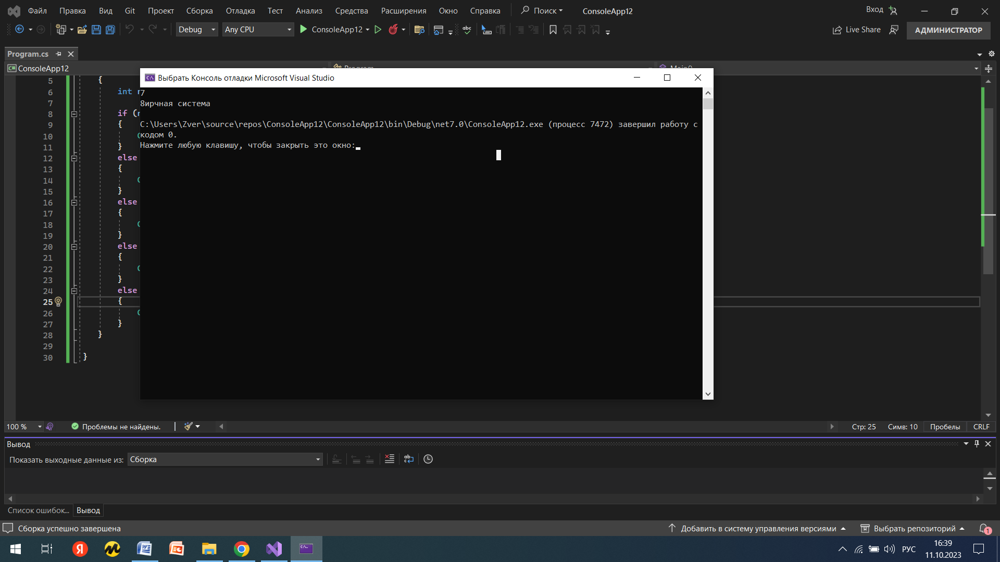 Файл Правка Вид Git Проект Сборка Отладка Тест Анализ Средства Расширения Окно Справка Поиск ConsoleApp12 Вход
Debug Any CPU ConsoleApp12 Live Share АДМИНИСТРАТОР
Program.cs
C# ConsoleApp12
Выбрать Консоль отладки Microsoft Visual Studio
7
8ирчная система
C:\Users\Zver\source\repos\ConsoleApp12\ConsoleApp12\bin\Debug\net7.0\ConsoleApp12.exe (процесс 7472) завершил работу с
кодом 0.
Нажмите любую клавишу, чтобы закрыть это окно:
5 {
6 int
7
8 if (
9 {
10
11 }
12 else
13 {
14
15 }
16 else
17 {
18
19 }
20 else
21 {
22
23 }
24 else
25 {
26
27 }
28 }
29
30 }
100 % Проблемы не найдены. Стр: 25 Симв: 10 Пробелы CRLF
Вывод
Показать выходные данные из: Сборка
Список ошибок... Вывод
Сборка успешно завершена Добавить в систему управления версиями Выбрать репозиторий 1
РУС 16:39
11.10.2023